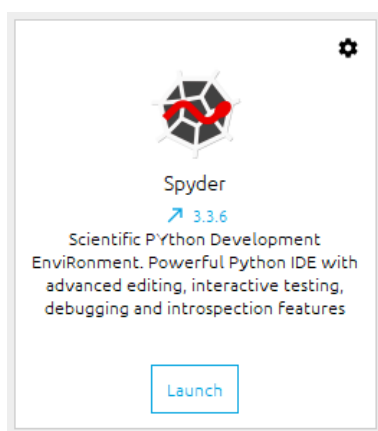 Spyder
3.3.6
Scientific PYthon Development
EnviRonment. Powerful Python IDE with
advanced editing, interactive testing,
debugging and introspection features
Launch